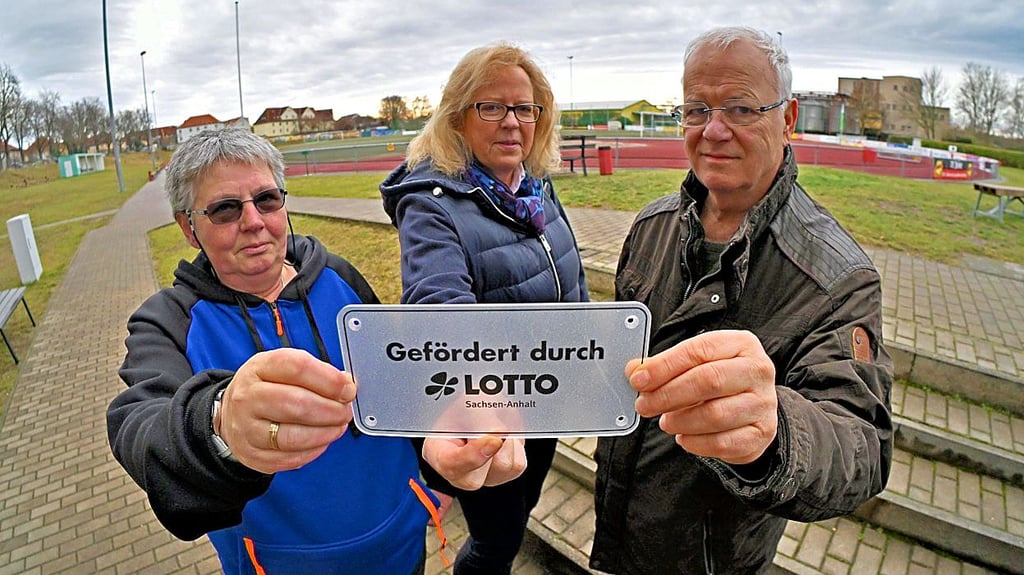 Gefördert durch
LOTTO
Sachsen-Anhalt